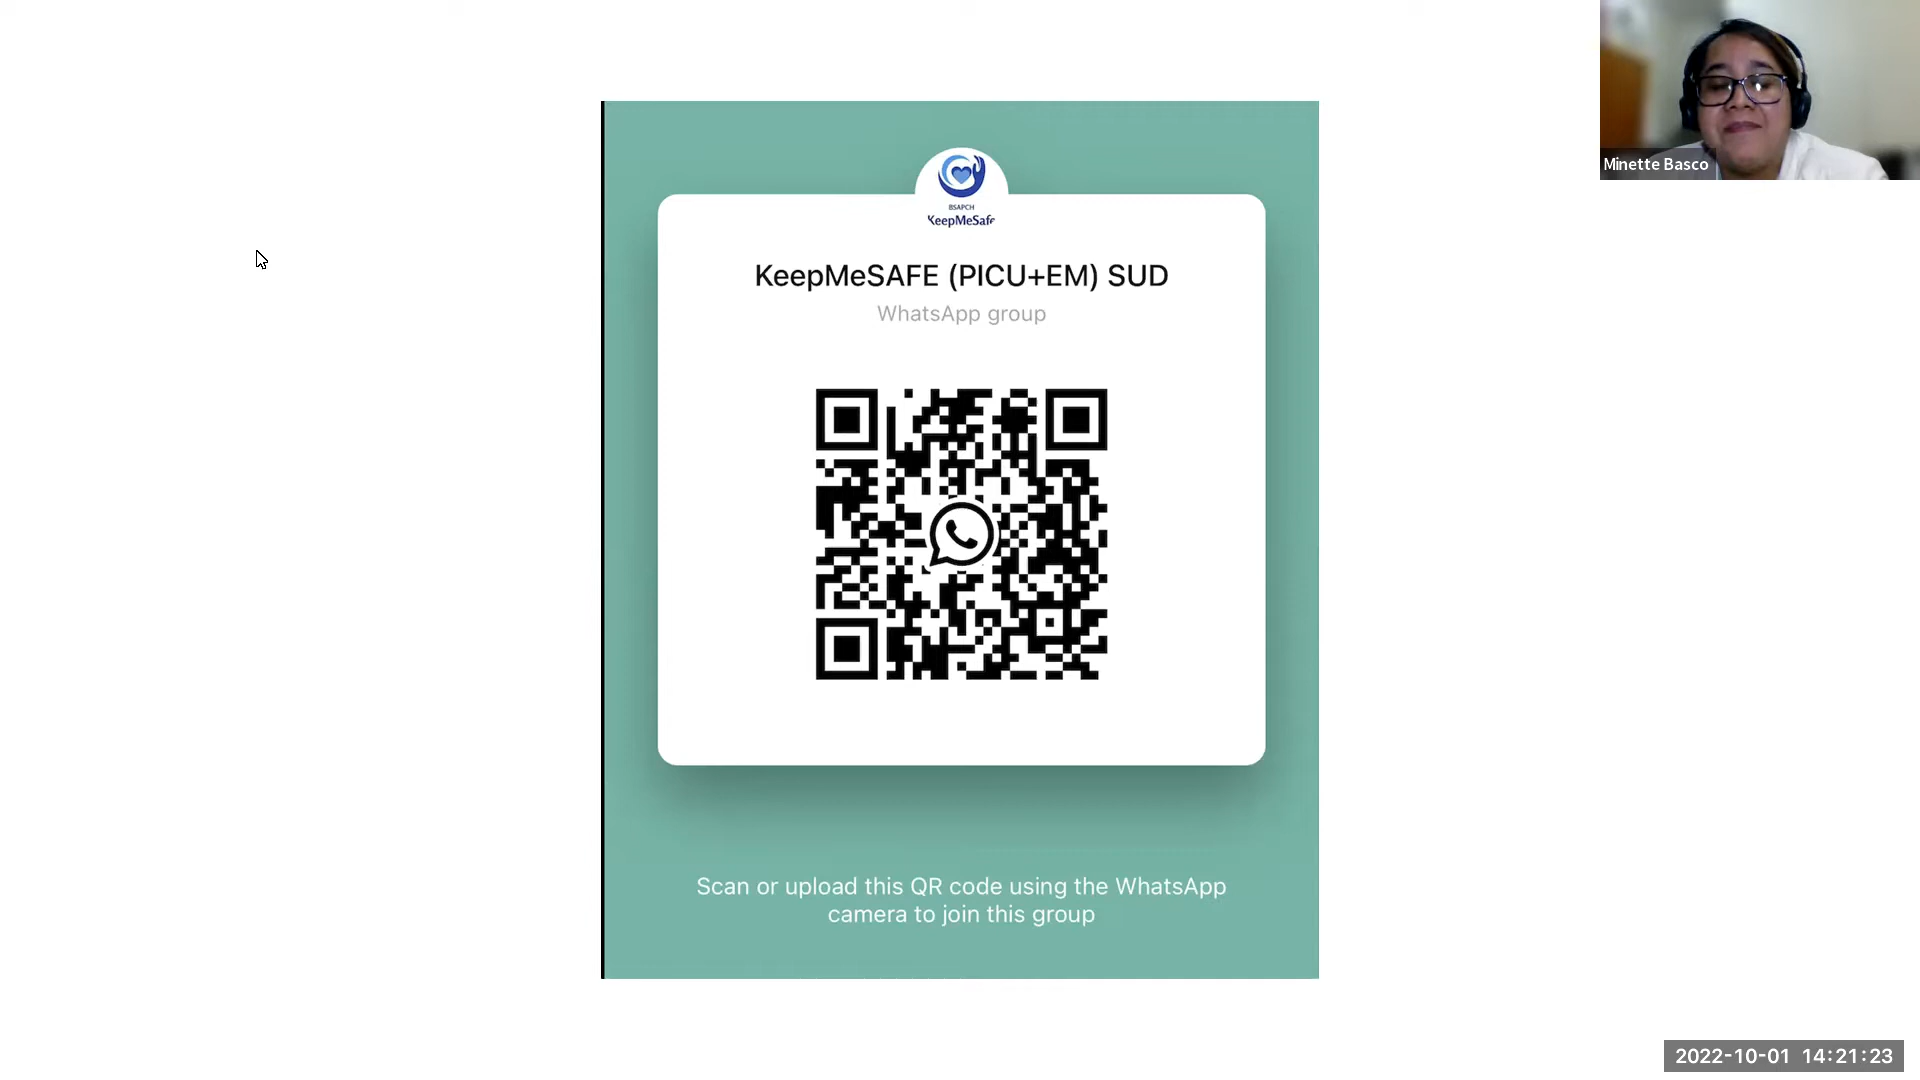 Minette Basco
BSAPCH
KeepMeSafe
KeepMeSAFE (PICU+EM) SUD
WhatsApp group
Scan or upload this QR code using the WhatsApp
camera to join this group
2022-10-01 14:21:23